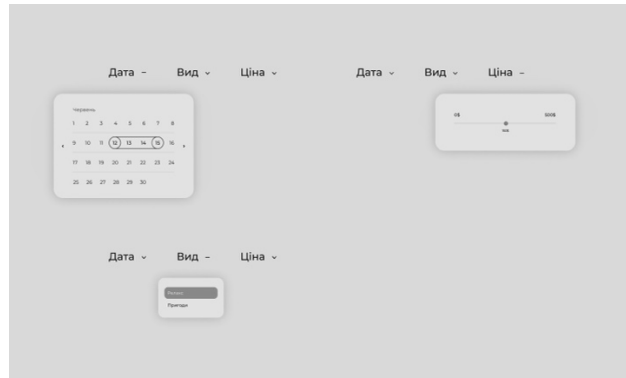 Дата Вид Ціна
Червень
1 2 3 4 5 6 7 8
9 10 11 12 13 14 15 16
17 18 19 20 21 22 23 24
25 26 27 28 29 30
Дата Вид Ціна
0$ 500$
Дата Вид Ціна
Пригоди